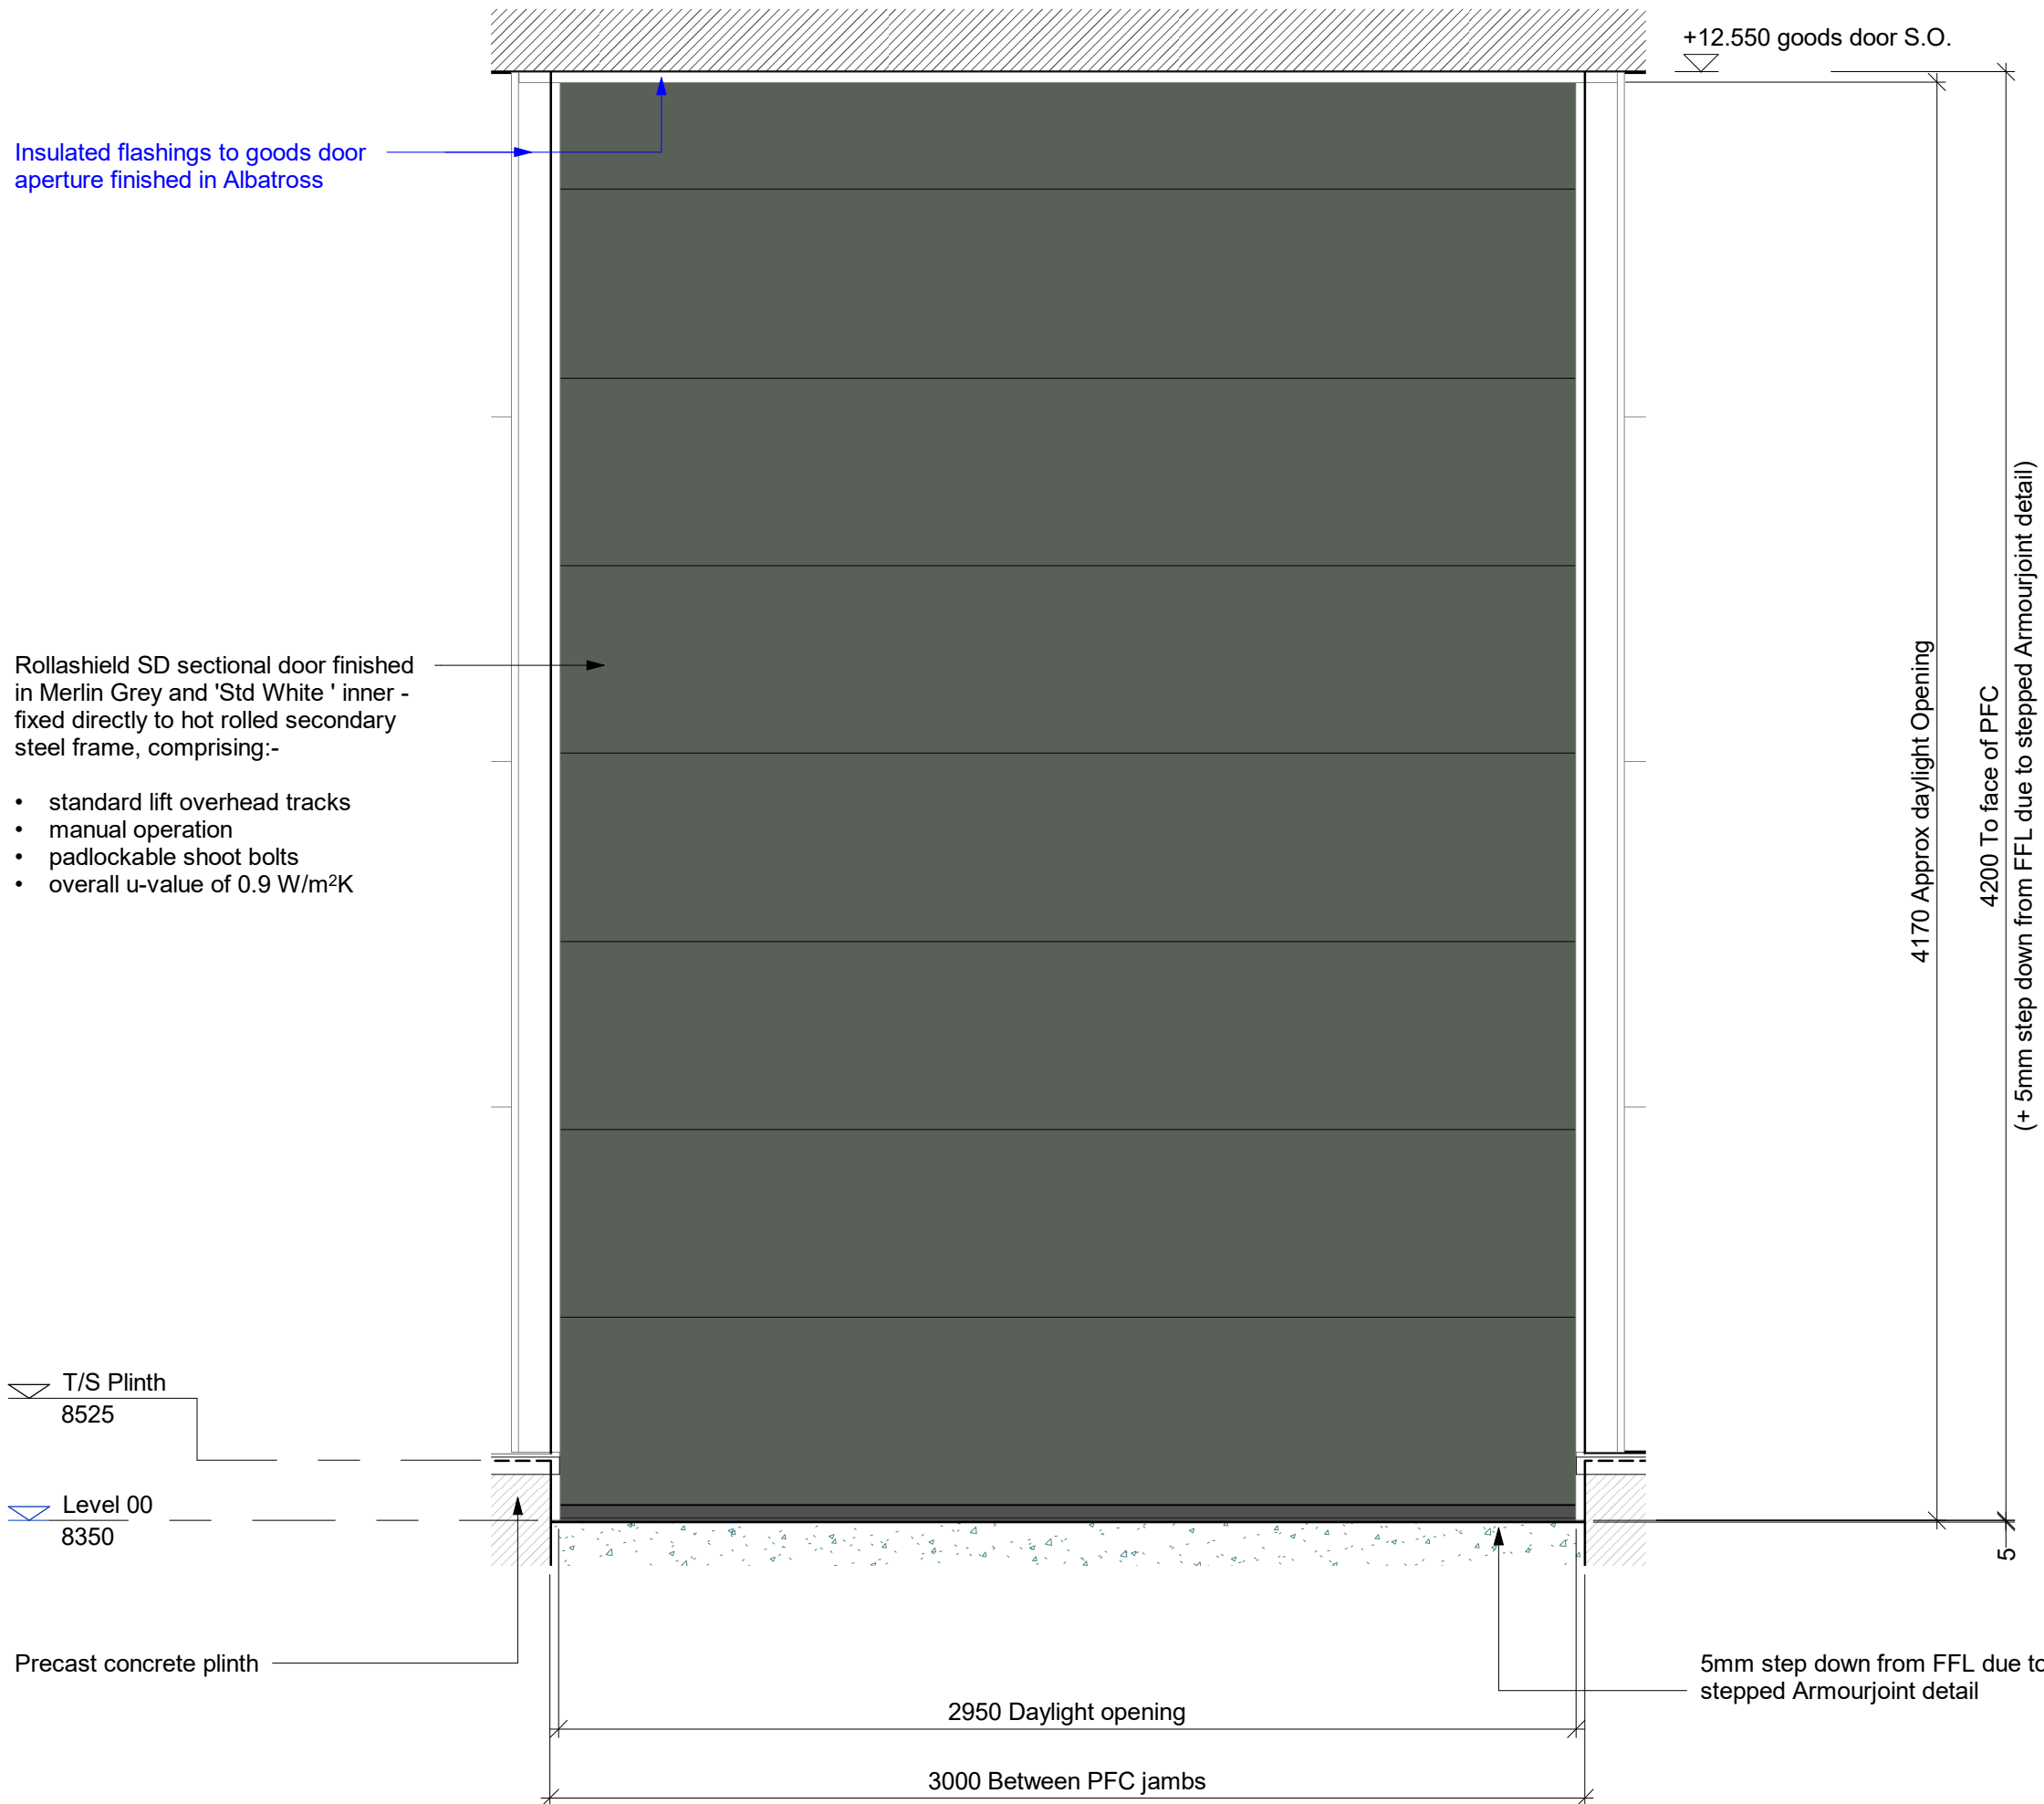 +12.550 goods door S.O.
Insulated flashings to goods door
aperture finished in Albatross
Rollashield SD sectional door finished
in Merlin Grey and 'Std White ' inner -
fixed directly to hot rolled secondary
steel frame, comprising:-
• standard lift overhead tracks
• manual operation
• padlockable shoot bolts
• overall u-value of 0.9 W/m²K
4170 Approx daylight Opening
4200 To face of PFC
(+ 5mm step down from FFL due to stepped Armourjoint detail)
T/S Plinth
8525
Level 00
8350
5
Precast concrete plinth
5mm step down from FFL due to
stepped Armourjoint detail
2950 Daylight opening
3000 Between PFC jambs